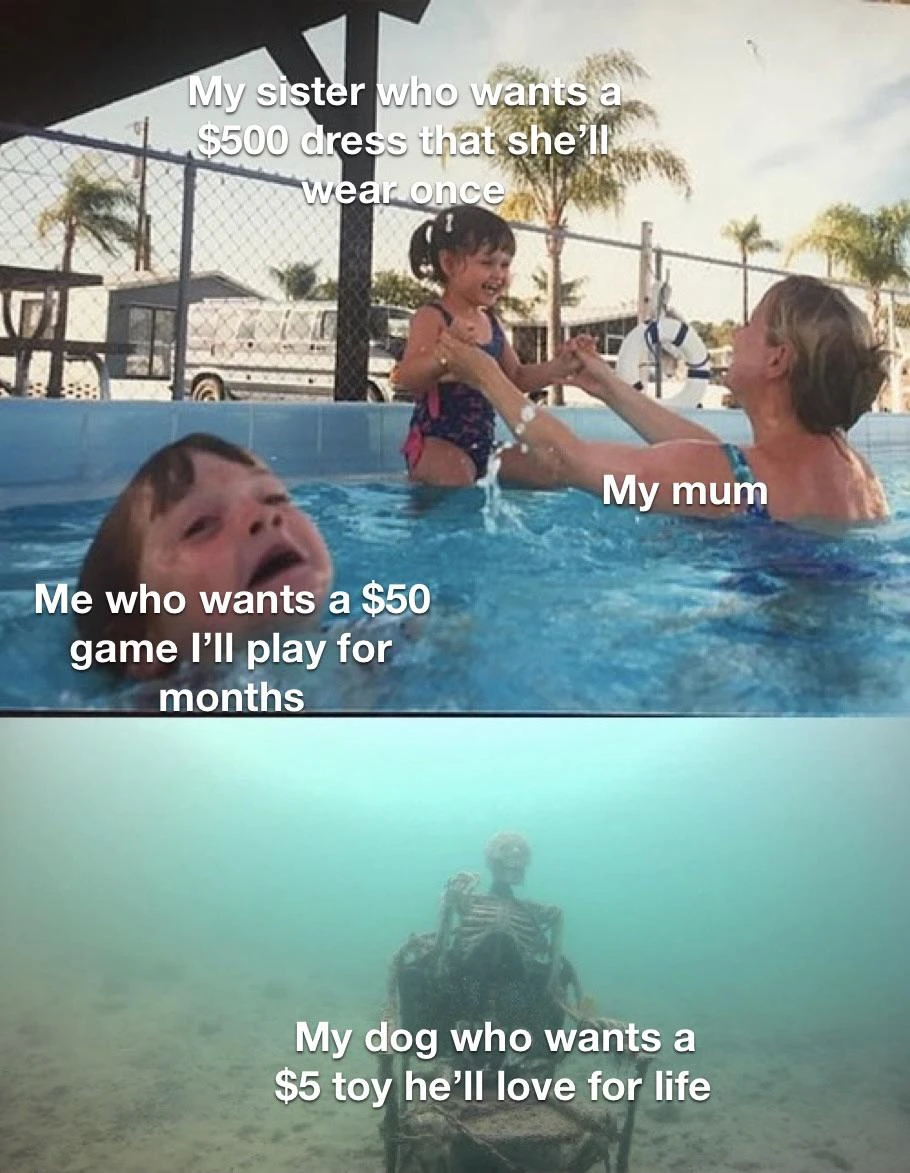 My sister who wants a
$500 dress that she’ll
wear once
My mum
Me who wants a $50
game I’ll play for
months
My dog who wants a
$5 toy he’ll love for life